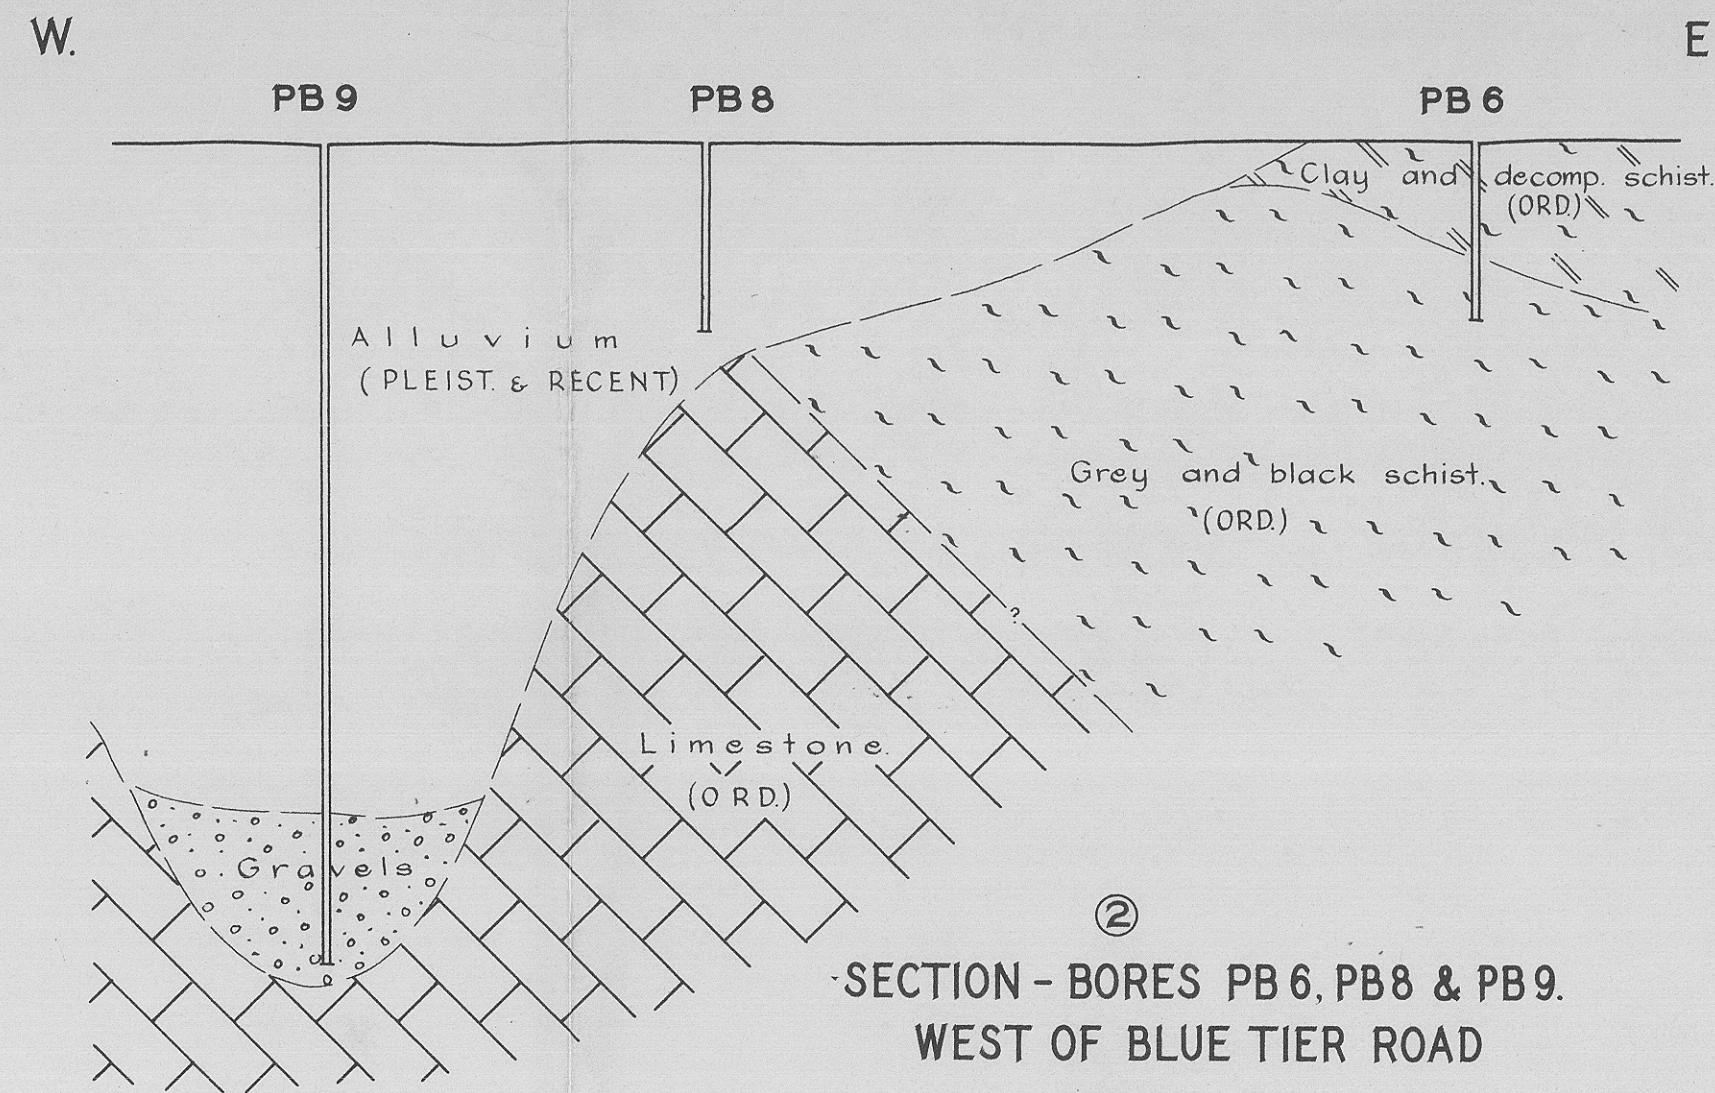 W.
E
PB 9
PB 8
PB 6
Clay and decomp. schist.
(ORD.)
Alluvium
(PLEIST. & RECENT)
Grey and black schist.
(ORD.)
?
Limestone.
(ORD.)
Gravels
②
SECTION - BORES PB 6, PB 8 & PB 9.
WEST OF BLUE TIER ROAD